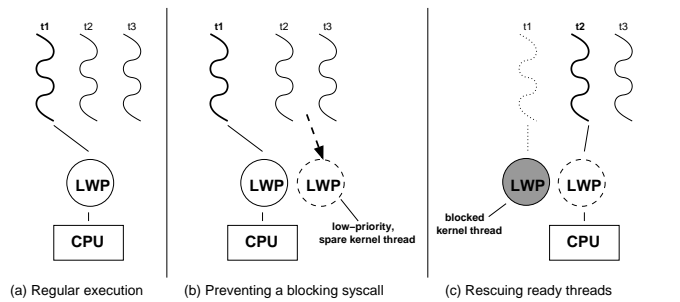 t1 t2 t3
LWP
CPU
(a) Regular execution
t1 t2 t3
LWP LWP
low−priority,
spare kernel thread
CPU
(b) Preventing a blocking syscall
t1 t2 t3
LWP LWP
blocked
kernel thread
CPU
(c) Rescuing ready threads